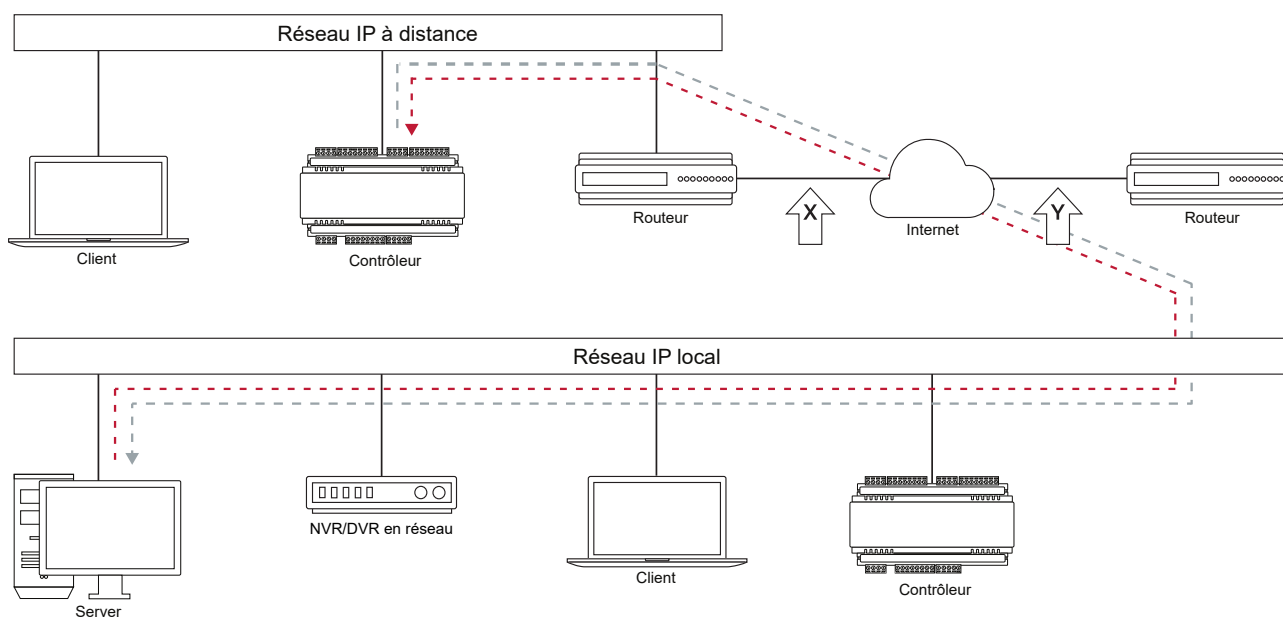 Réseau IP à distance
X
Y
Client
Contrôleur
Routeur
Internet
Routeur
Réseau IP local
Server
NVR/DVR en réseau
Client
Contrôleur